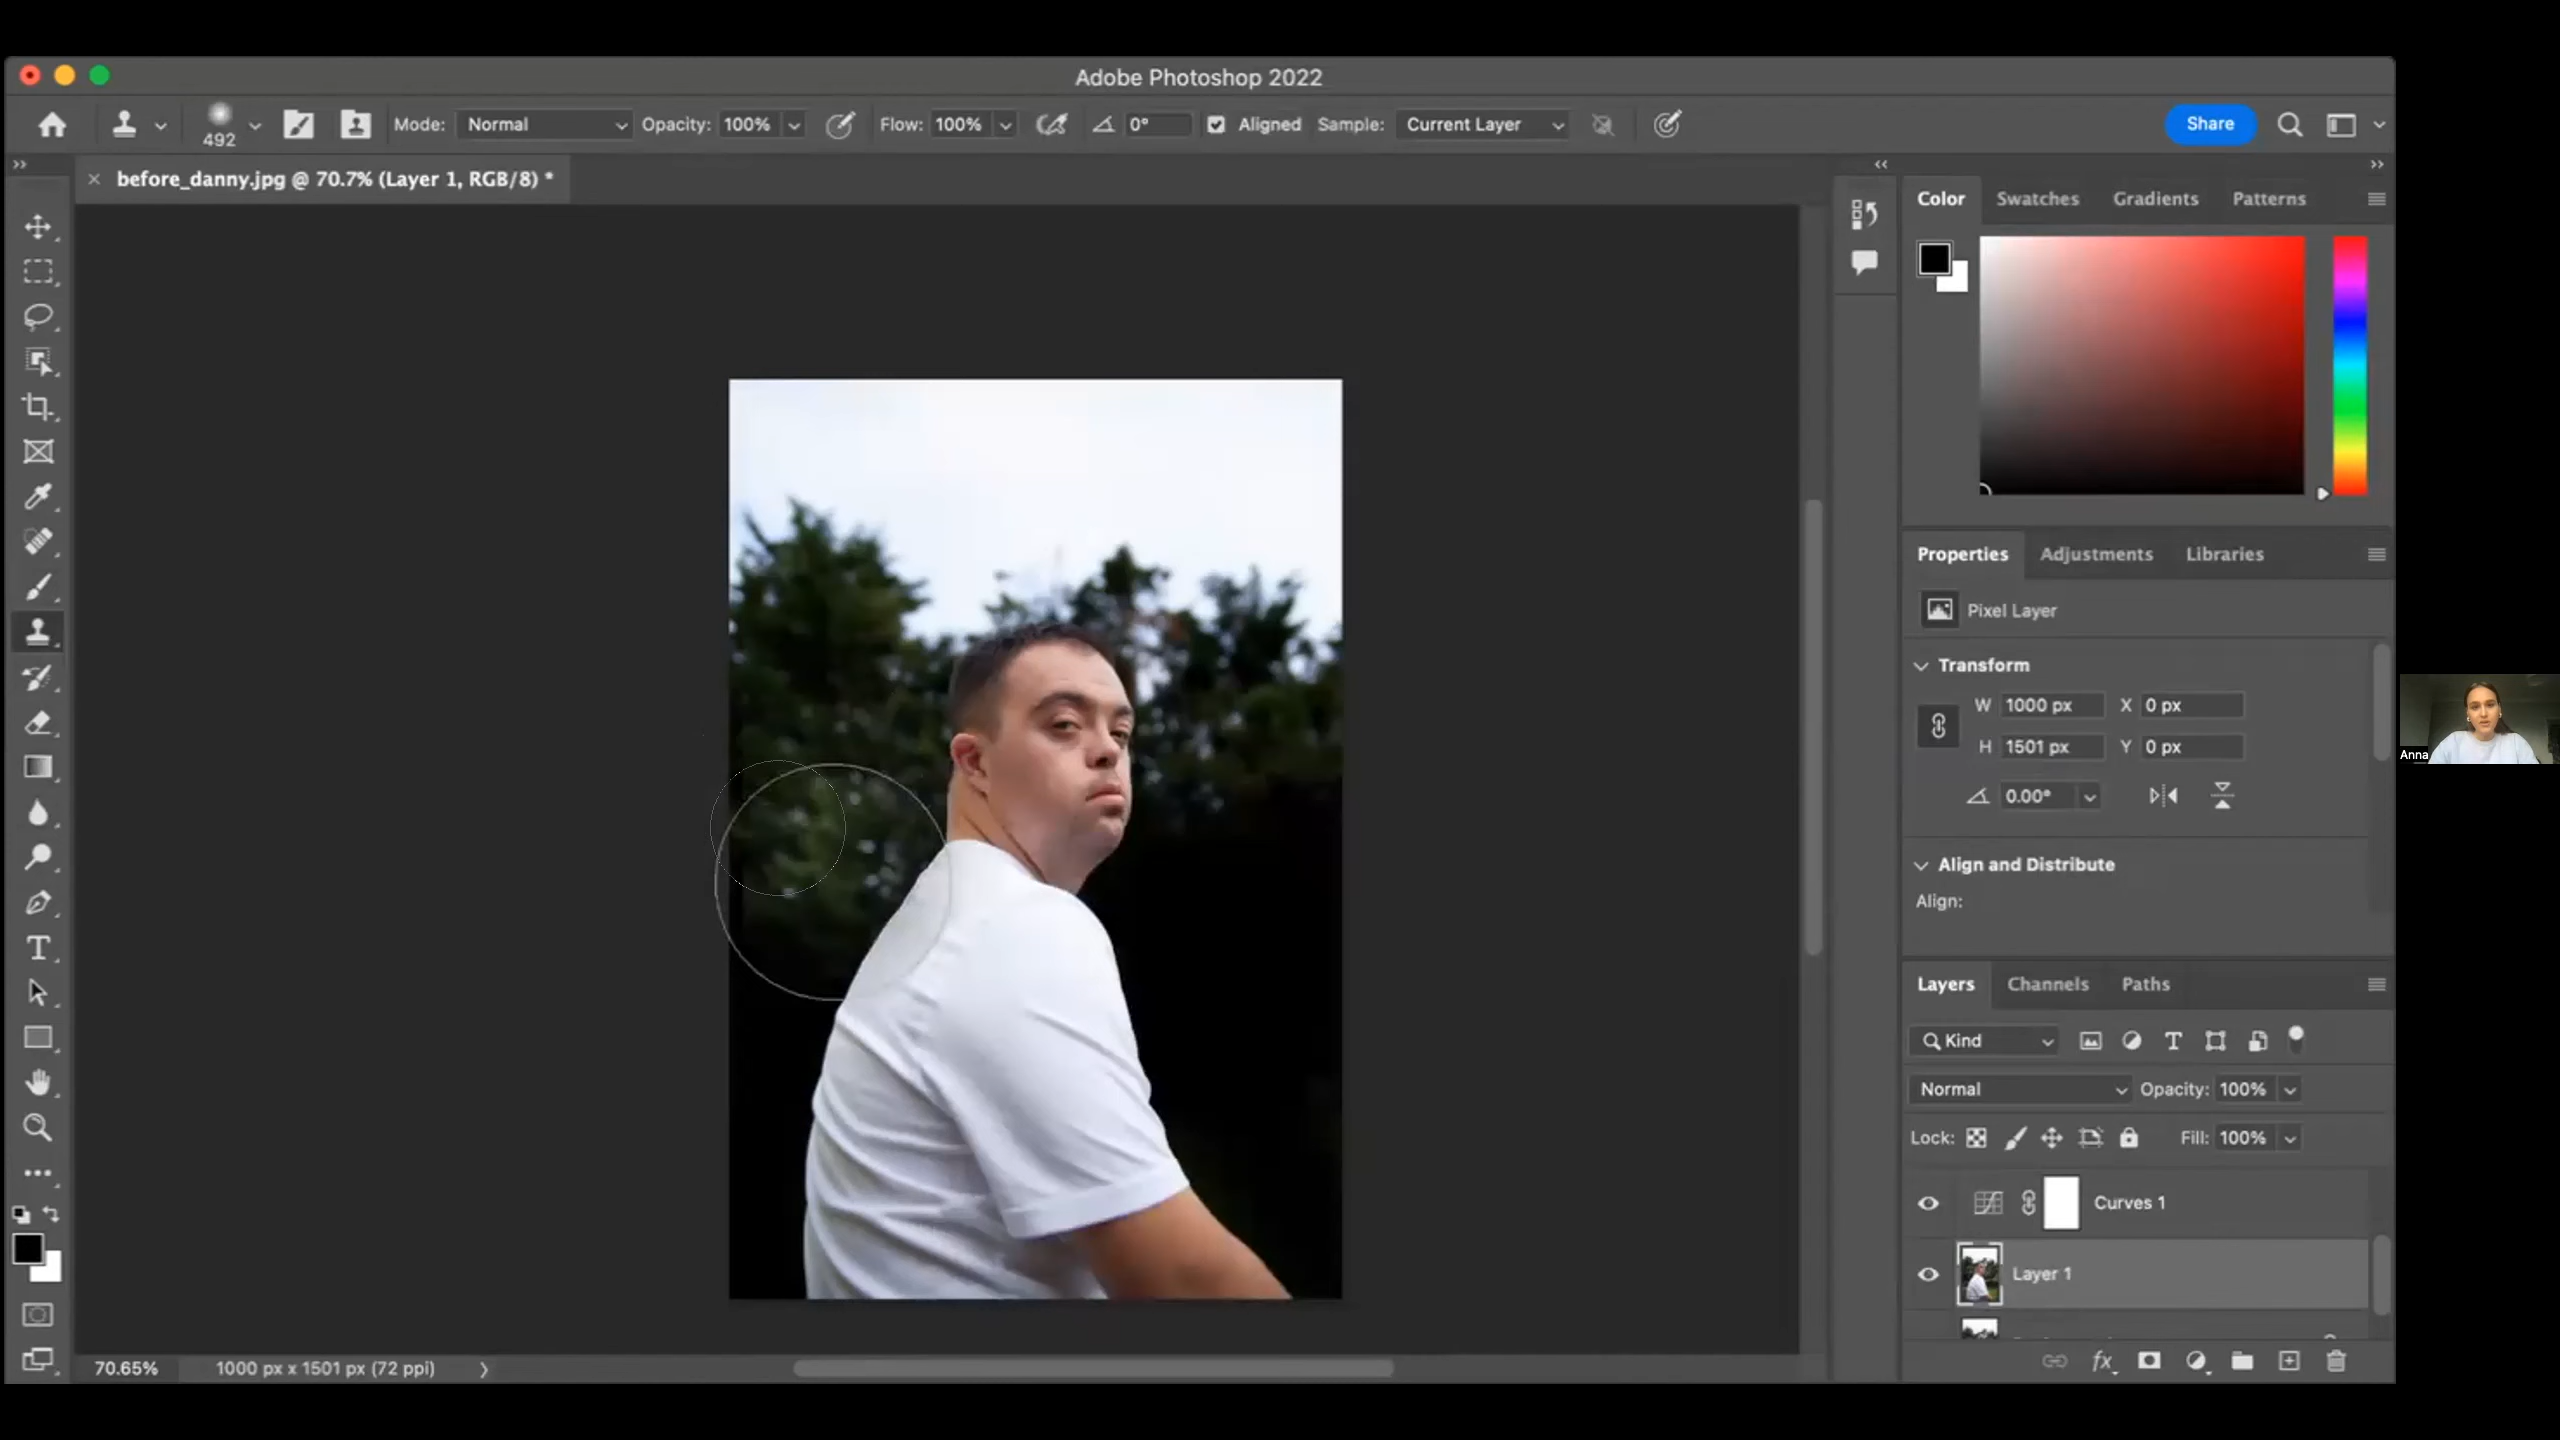 Adobe Photoshop 2022
492 Mode: Normal Opacity: 100% Flow: 100% 0° Aligned Sample: Current Layer Share
before_danny.jpg @ 70.7% (Layer 1, RGB/8) *
Color Swatches Gradients Patterns
Properties Adjustments Libraries
Pixel Layer
Transform
W 1000 px X 0 px
H 1501 px Y 0 px
0.00°
Align and Distribute
Align:
Layers Channels Paths
Kind
Normal Opacity: 100%
Lock: Fill: 100%
Curves 1
Layer 1
70.65% 1000 px x 1501 px (72 ppi)
Anna